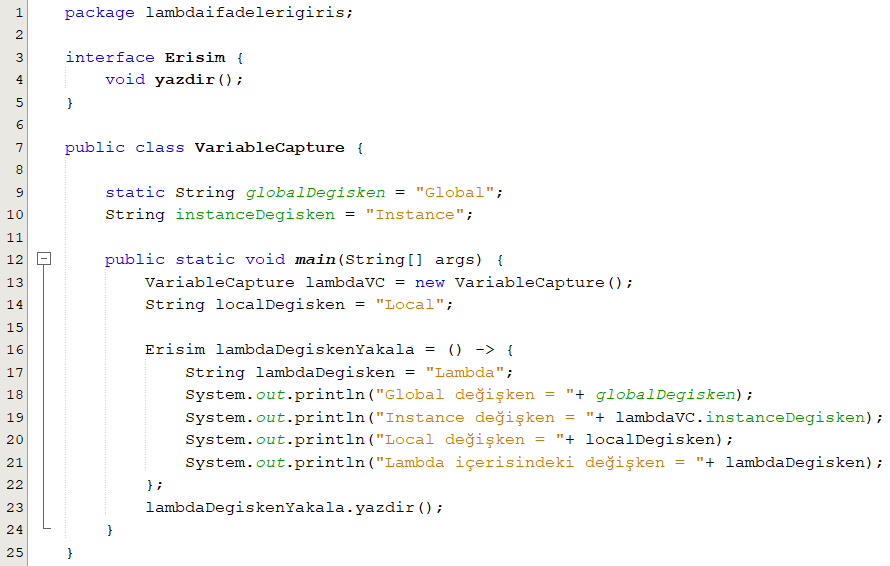 1 package lambdaifadelerigiris;
2
3 interface Erisim {
4     void yazdir();
5 }
6
7 public class VariableCapture {
8
9     static String globalDegisken = "Global";
10     String instanceDegisken = "Instance";
11
12     public static void main(String[] args) {
13         VariableCapture lambdaVC = new VariableCapture();
14         String localDegisken = "Local";
15
16         Erisim lambdaDegiskenYakala = () -> {
17             String lambdaDegisken = "Lambda";
18             System.out.println("Global değişken = "+ globalDegisken);
19             System.out.println("Instance değişken = "+ lambdaVC.instanceDegisken);
20             System.out.println("Local değişken = "+ localDegisken);
21             System.out.println("Lambda içerisindeki değişken = "+ lambdaDegisken);
22         };
23         lambdaDegiskenYakala.yazdir();
24     }
25 }